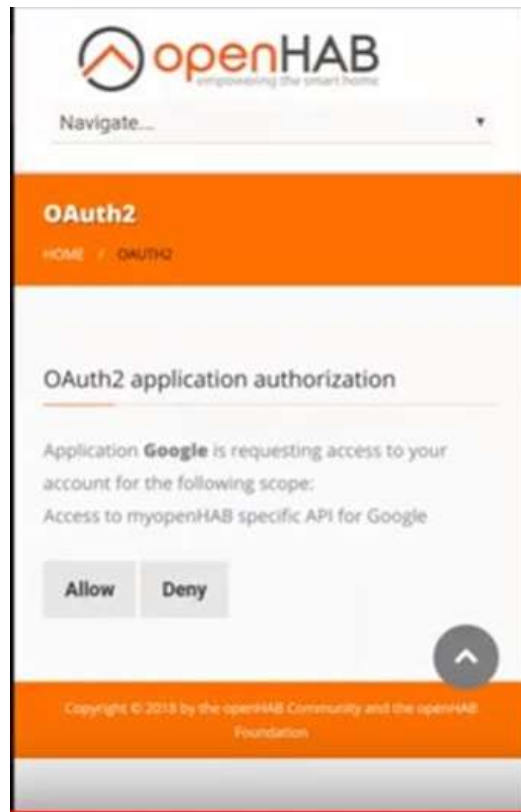 openHAB
empowering the smart home
Navigate...
OAuth2
HOME / OAUTH2
OAuth2 application authorization
Application Google is requesting access to your
account for the following scope:
Access to myopenHAB specific API for Google
Allow Deny
Copyright © 2018 by the openHAB Community and the openHAB
Foundation